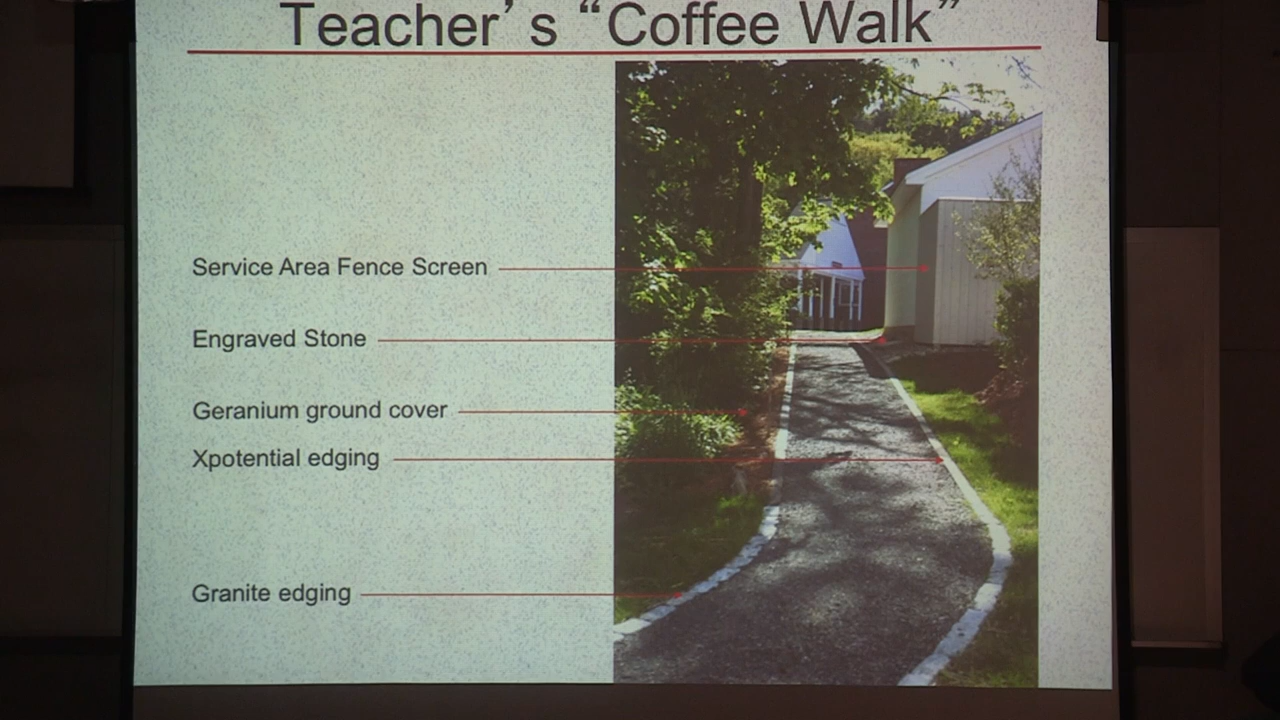 Teacher’s “Coffee Walk”
Service Area Fence Screen
Engraved Stone
Geranium ground cover
Xpotential edging
Granite edging